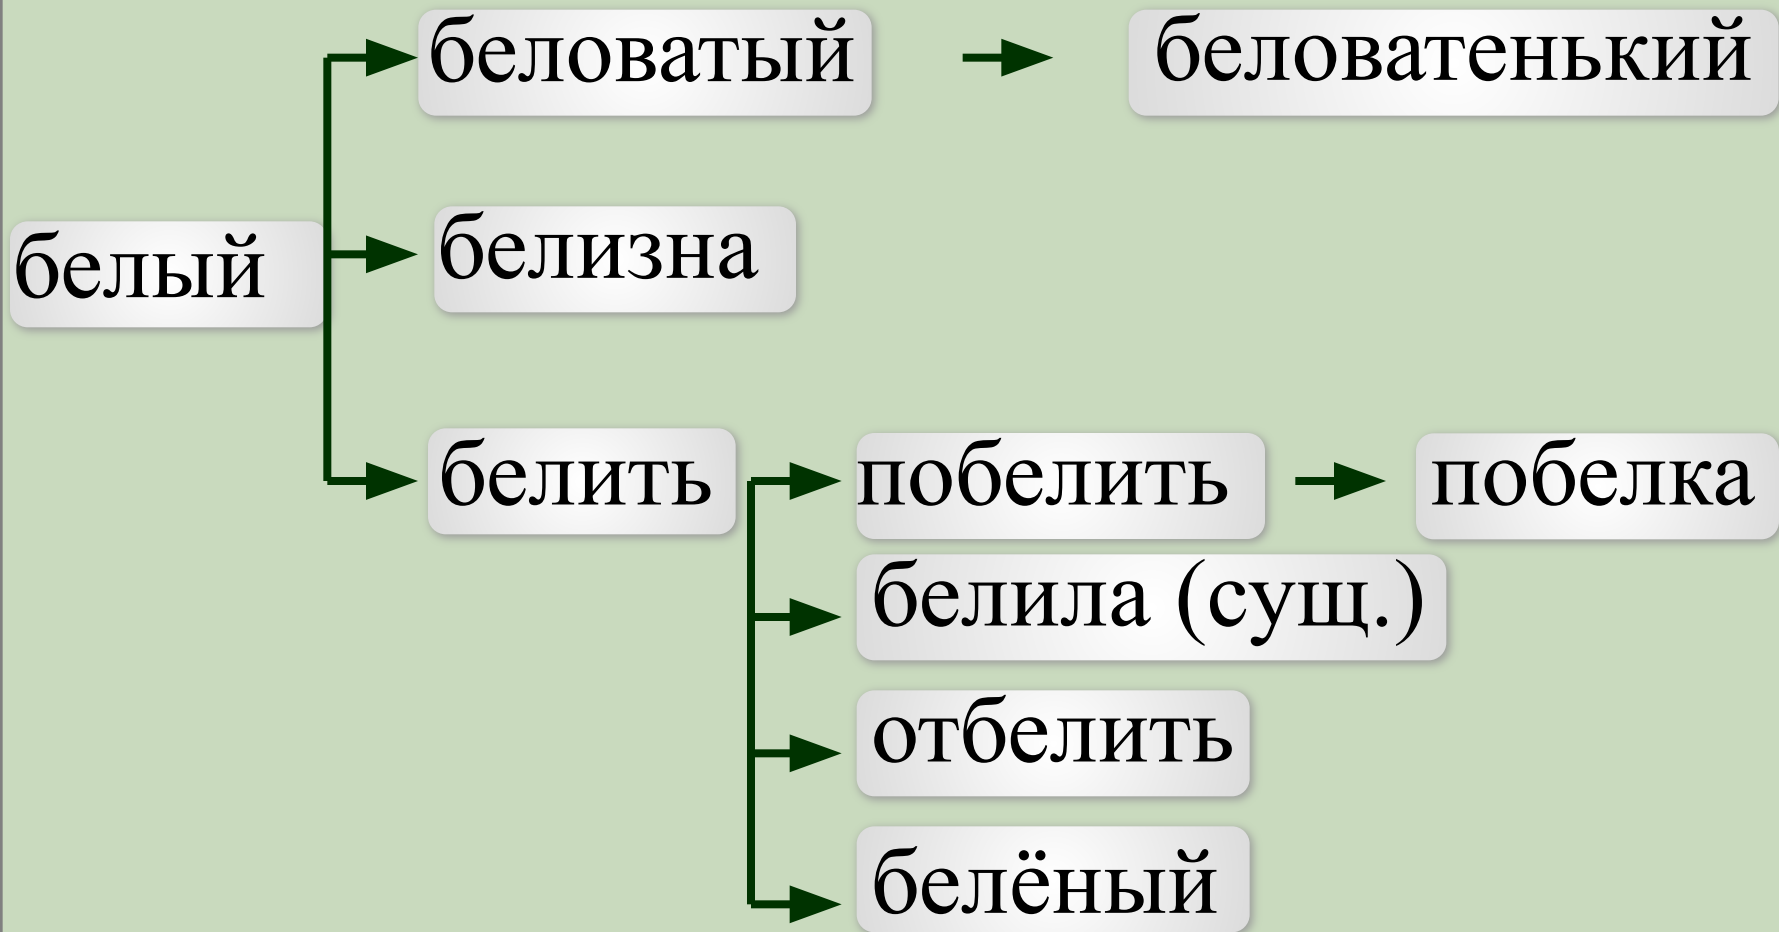 беловатый
беловатенький
белый
белизна
белить
побелить
побелка
белила (сущ.)
отбелить
белёный